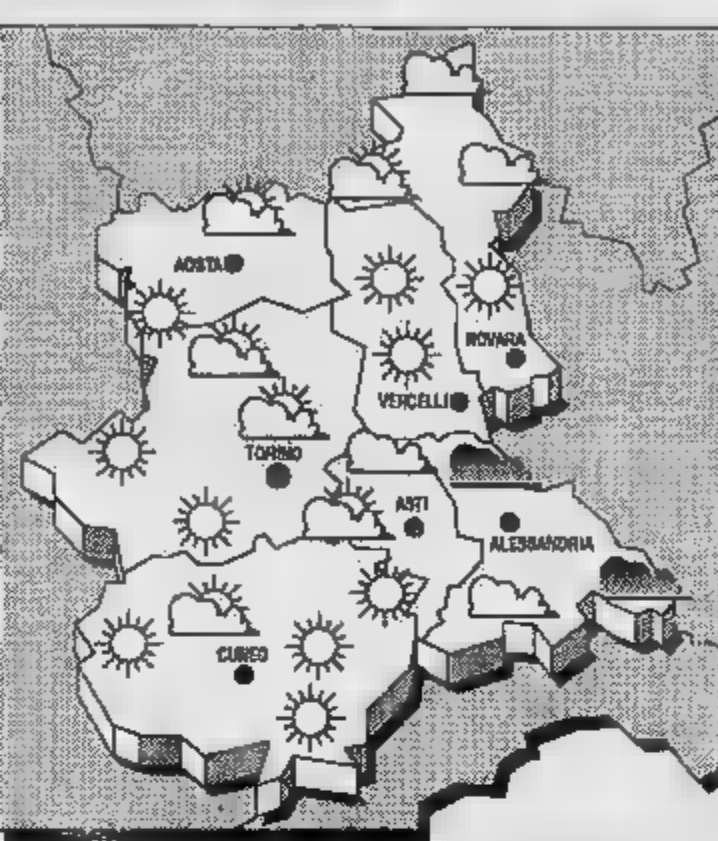 AOSTA
NOVARA
VERCELLI
TORINO
ASTI
ALESSANDRIA
CUNEO